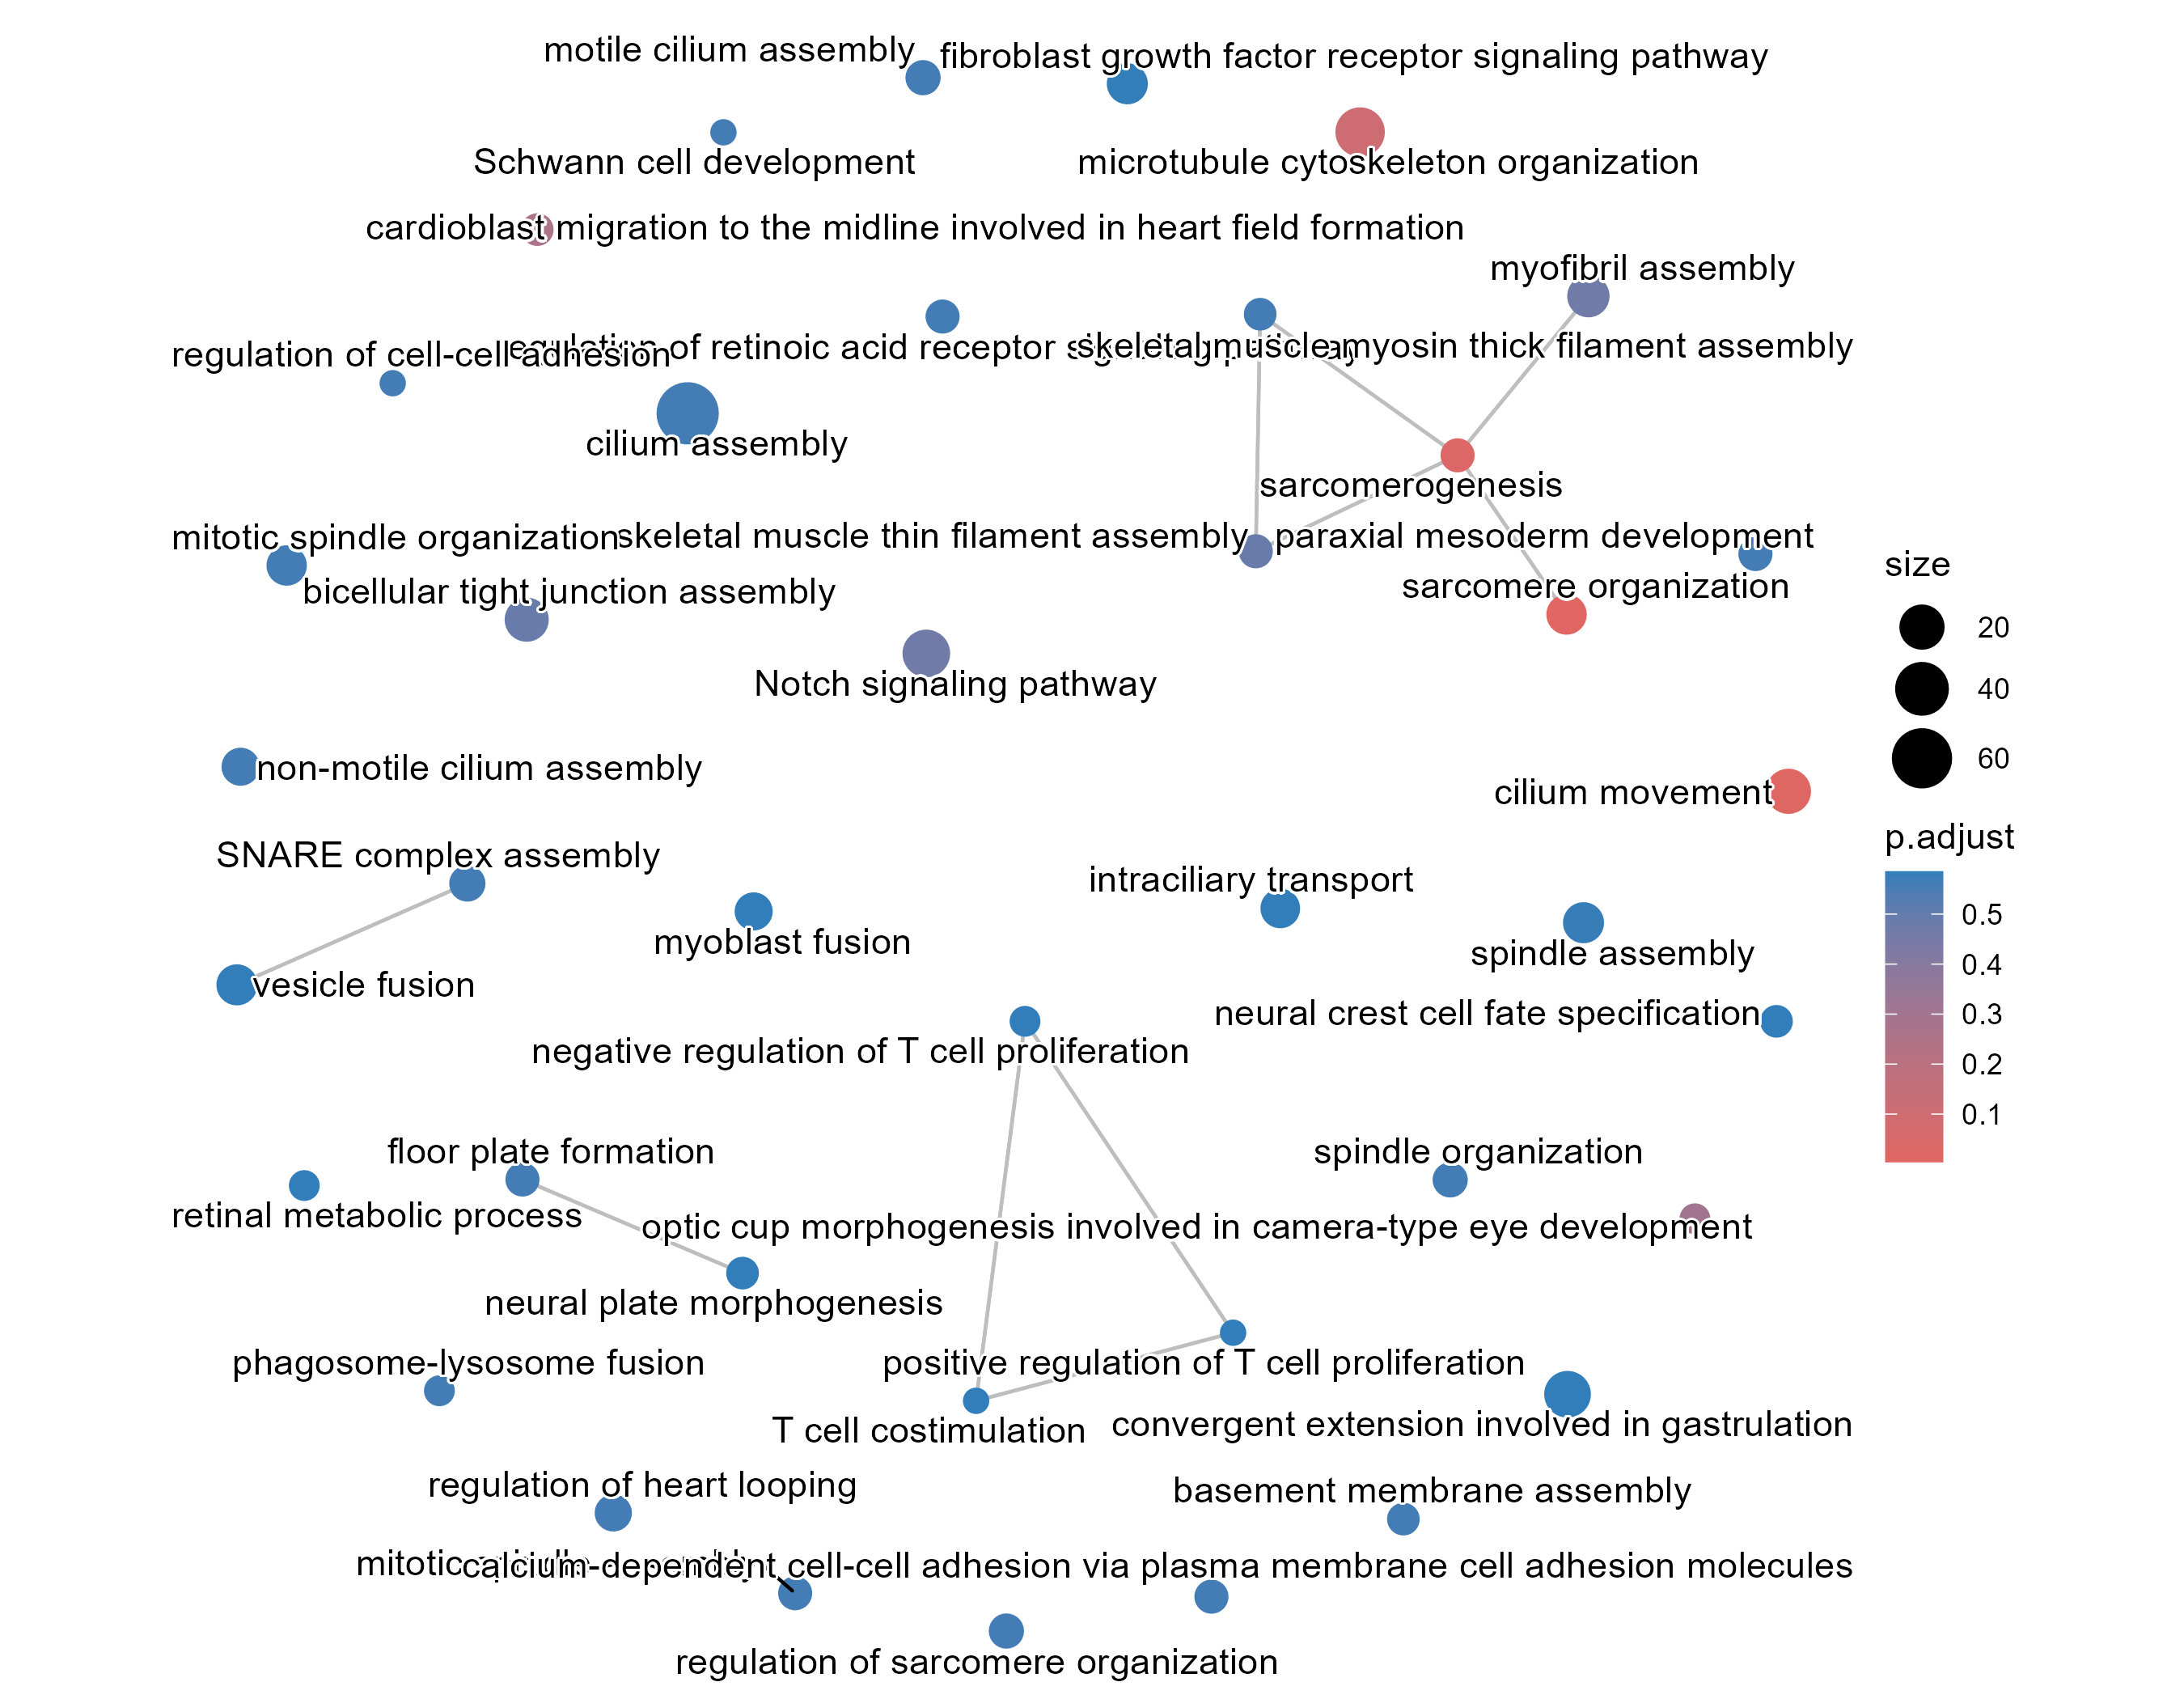 motile cilium assembly
fibroblast growth factor receptor signaling pathway
Schwann cell development
microtubule cytoskeleton organization
cardioblast migration to the midline involved in heart field formation
myofibril assembly
regulation of cell-cell adhesion
of retinoic acid receptor
skeletal muscle myosin thick filament assembly
cilium assembly
sarcomerogenesis
mitotic spindle organization
skeletal muscle thin filament assembly
paraxial mesoderm development
sarcomere organization
bicellular tight junction assembly
Notch signaling pathway
non-motile cilium assembly
cilium movement
SNARE complex assembly
intraciliary transport
myoblast fusion
spindle assembly
vesicle fusion
neural crest cell fate specification
negative regulation of T cell proliferation
floor plate formation
spindle organization
retinal metabolic process
optic cup morphogenesis involved in camera-type eye development
neural plate morphogenesis
phagosome-lysosome fusion
positive regulation of T cell proliferation
T cell costimulation
convergent extension involved in gastrulation
regulation of heart looping
basement membrane assembly
mitotic
calcium-dependent cell-cell adhesion via plasma membrane cell adhesion molecules
regulation of sarcomere organization
size
20
40
60
p.adjust
0.5
0.4
0.3
0.2
0.1